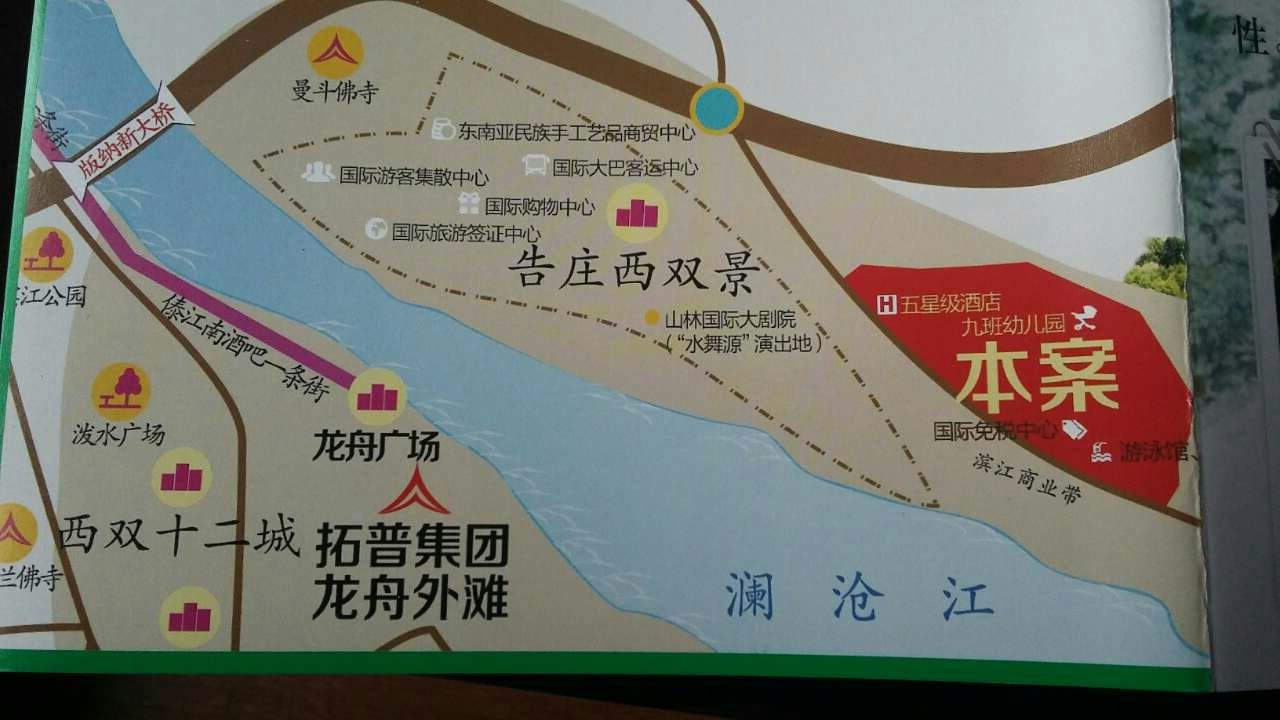 性
曼斗佛寺
版纳新大桥
条街
东南亚民族手工艺品商贸中心
国际大巴客运中心
国际游客集散中心
国际购物中心
国际旅游签证中心
告庄西双景
山林国际大剧院
（“水舞源”演出地）
H五星级酒店
九班幼儿园
本案
国际免税中心
游泳馆、
滨江商业带
江公园
傣江南酒吧一条街
泼水广场
龙舟广场
西双十二城
拓普集团
龙舟外滩
兰佛寺
澜沧江